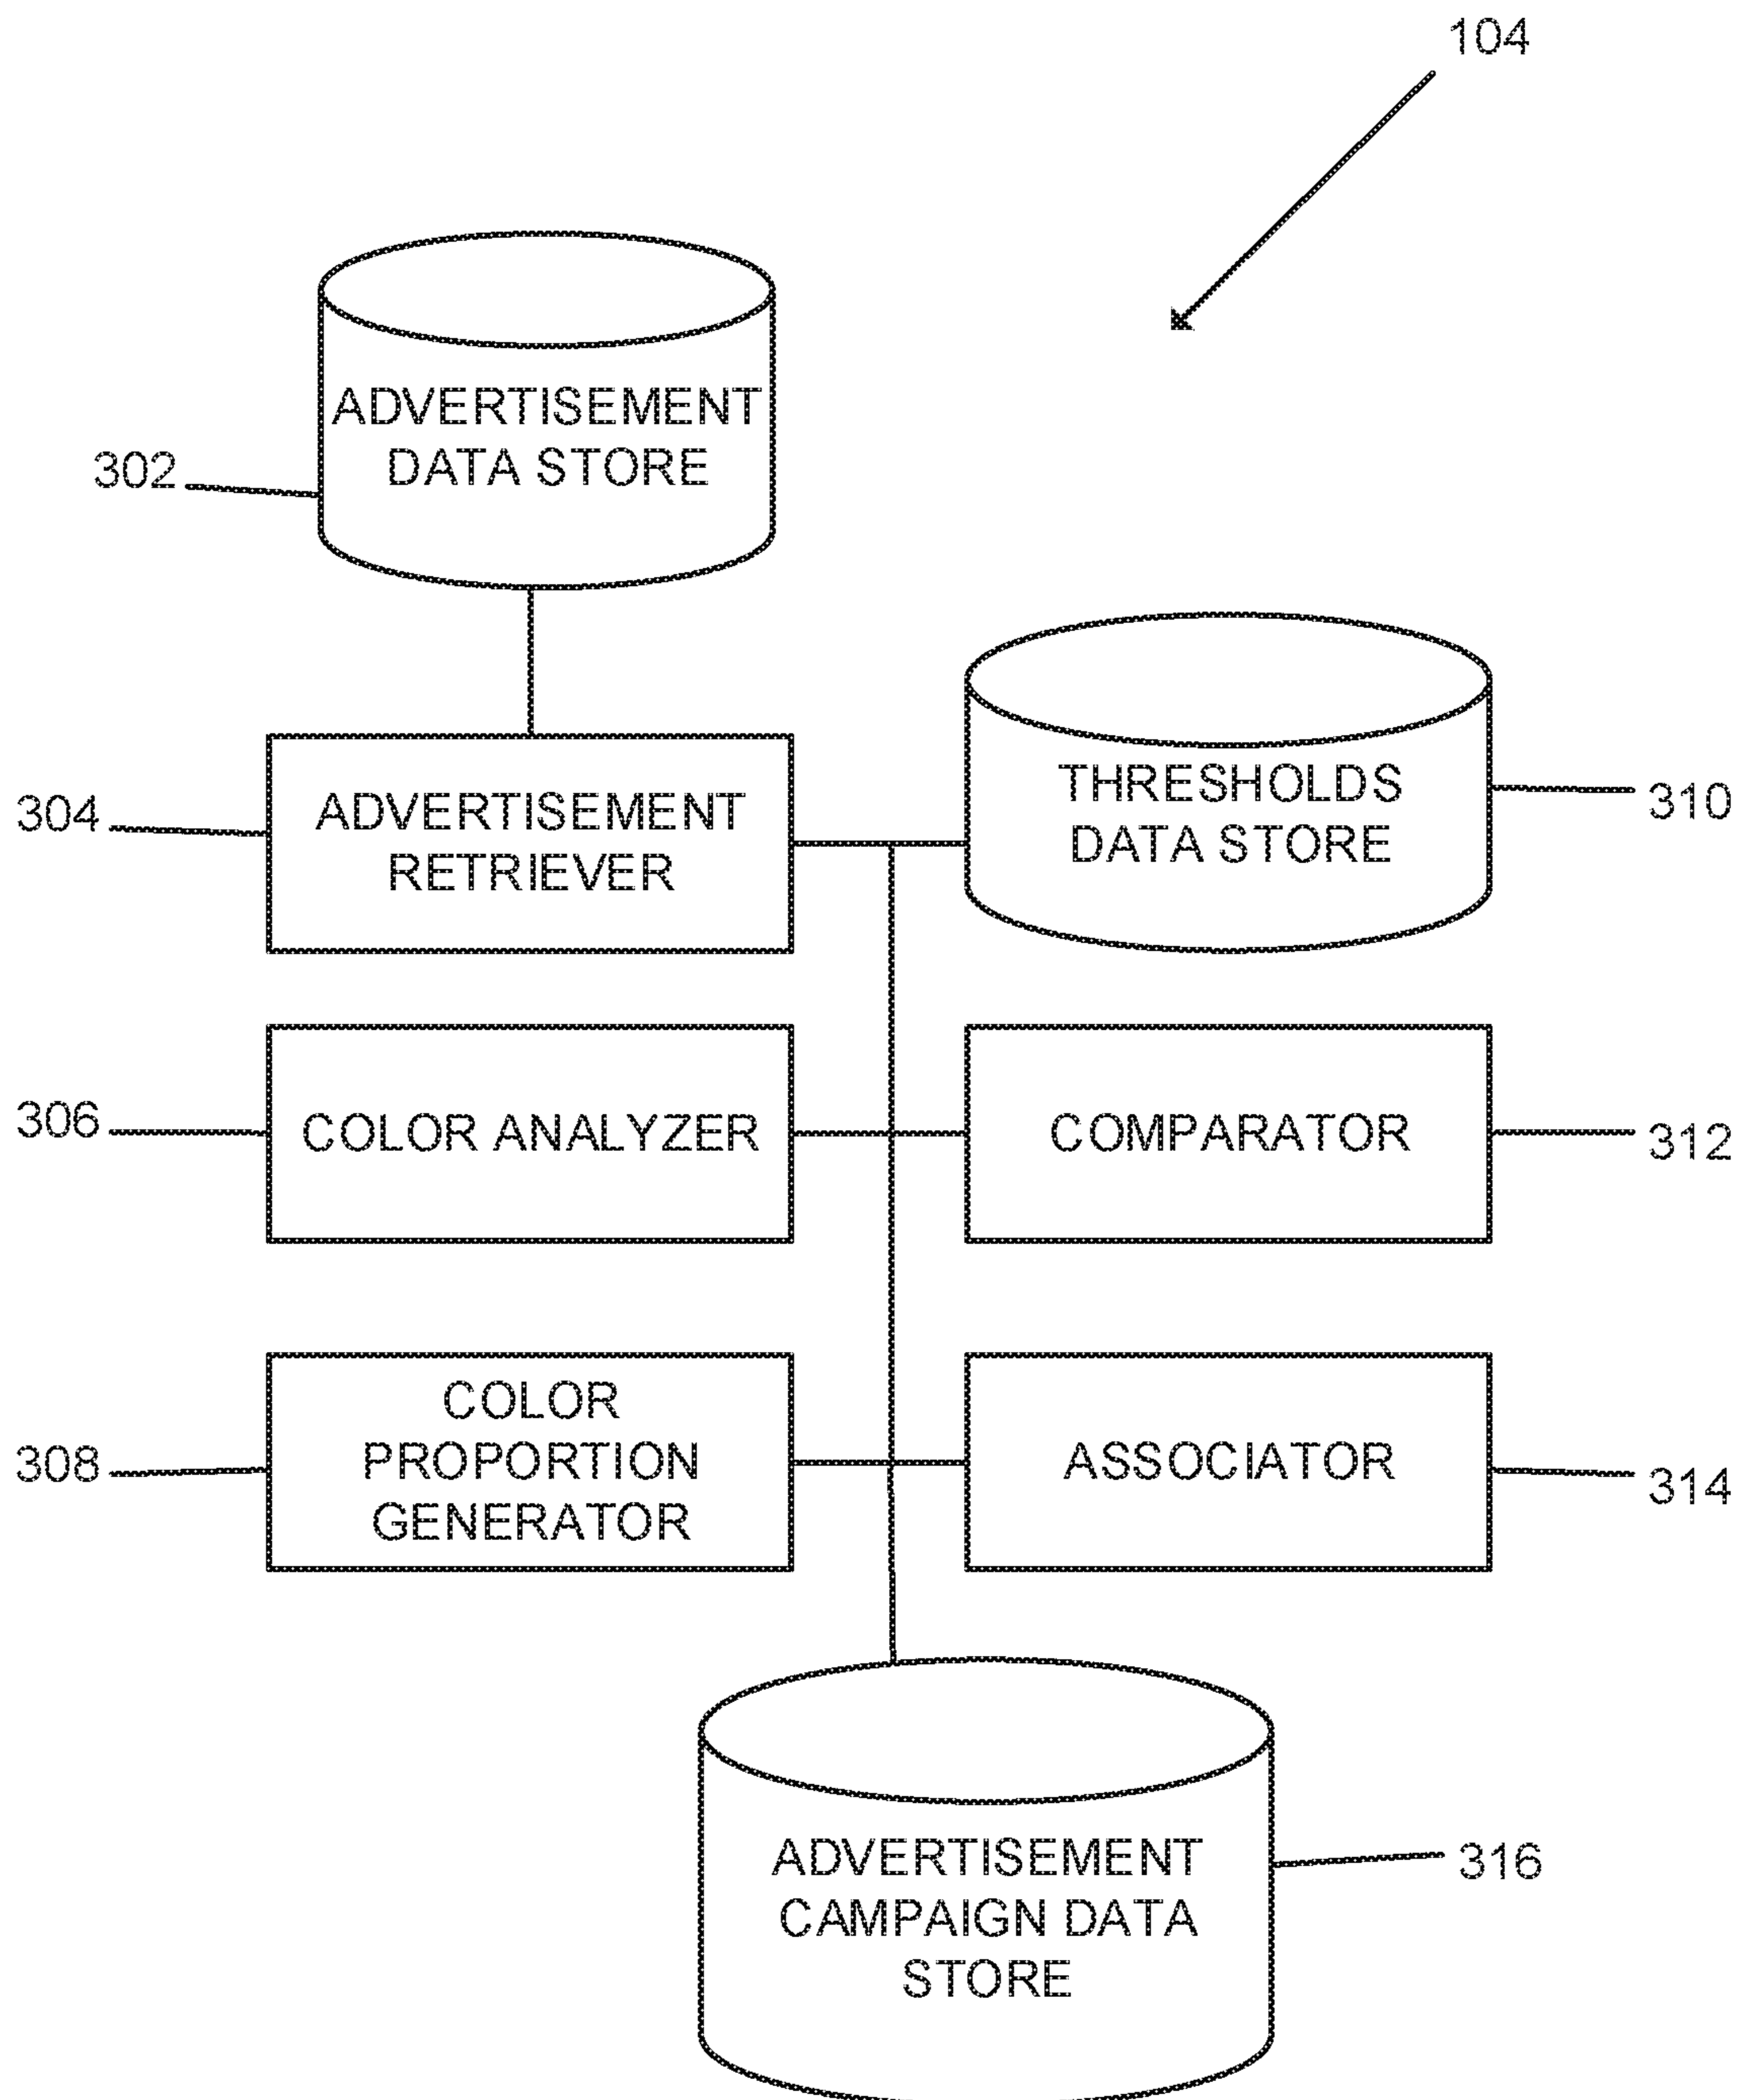 104
ADVERTISEMENT
DATA STORE
302
ADVERTISEMENT
RETRIEVER
304
THRESHOLDS
DATA STORE
310
306
COLOR ANALYZER
COMPARATOR
312
308
COLOR
PROPORTION
GENERATOR
ASSOCIATOR
314
ADVERTISEMENT
CAMPAIGN DATA
STORE
316